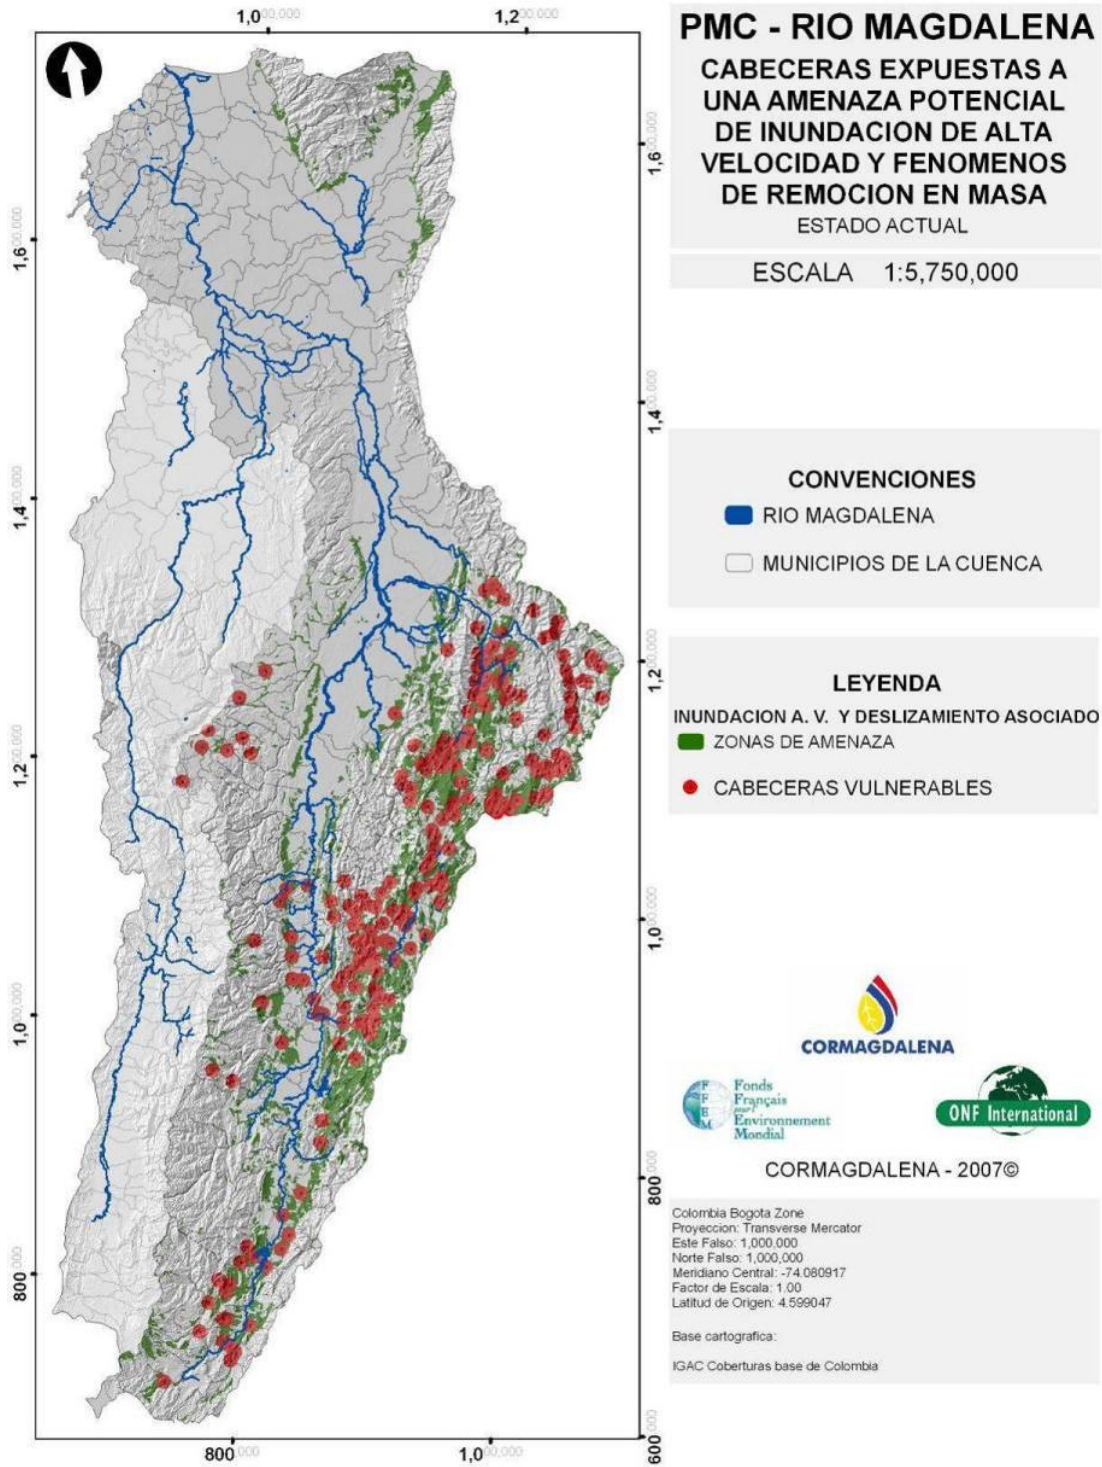 PMC - RIO MAGDALENA
CABECERAS EXPUESTAS A
UNA AMENAZA POTENCIAL
DE INUNDACION DE ALTA
VELOCIDAD Y FENOMENOS
DE REMOCION EN MASA
ESTADO ACTUAL
ESCALA 1:5,750,000
CONVENCIONES
RIO MAGDALENA
MUNICIPIOS DE LA CUENCA
LEYENDA
INUNDACION A. V. Y DESLIZAMIENTO ASOCIADO
ZONAS DE AMENAZA
CABECERAS VULNERABLES
CORMAGDALENA
FFEM
Fonds
Français
pour l'
Environnement
Mondial
ONF International
CORMAGDALENA - 2007©
Colombia Bogota Zone
Proyeccion: Transverse Mercator
Este Falso: 1,000,000
Norte Falso: 1,000,000
Meridiano Central: -74.080917
Factor de Escala: 1.00
Latitud de Origen: 4.599047
Base cartografica:
IGAC Coberturas base de Colombia
1,000,000
1,200,000
1,600,000
1,400,000
1,200,000
1,000,000
800,000
1,600,000
1,400,000
1,200,000
1,000,000
800,000
600,000
800,000
1,000,000